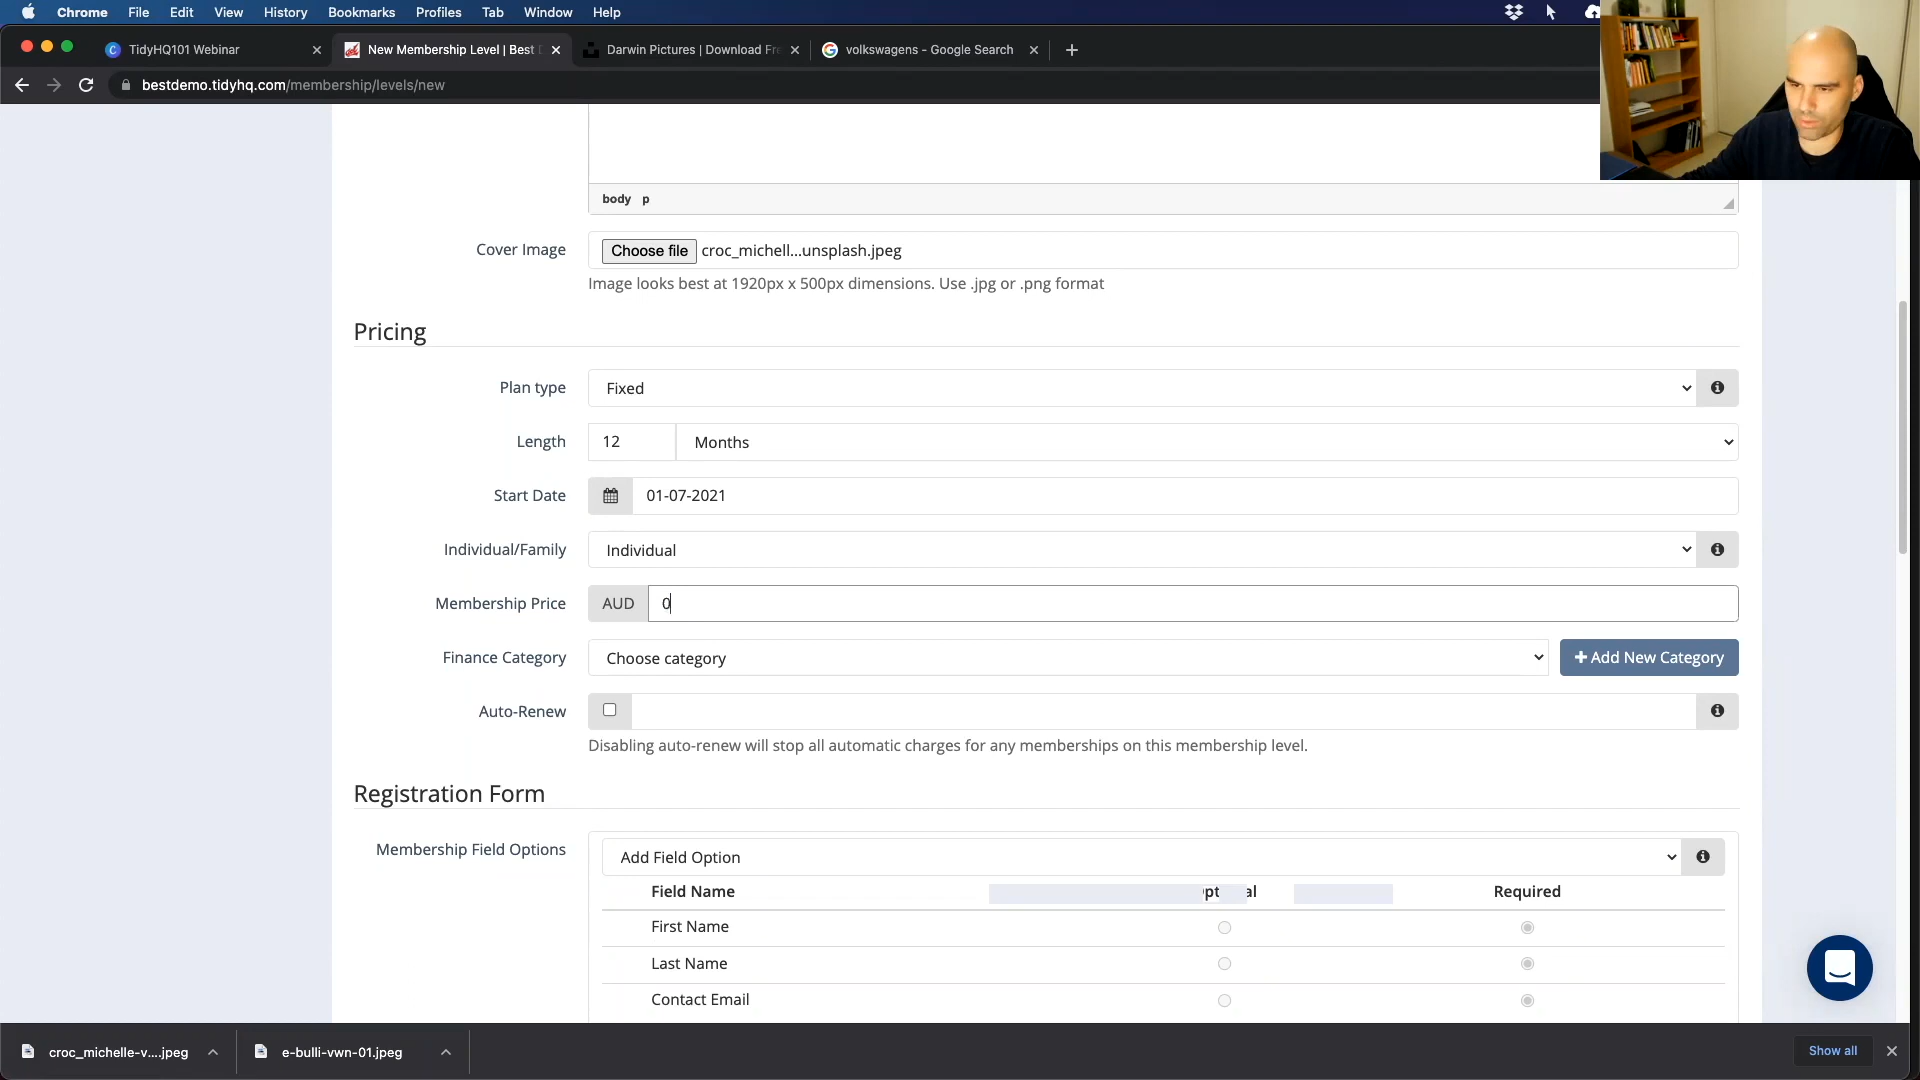 Chrome File Edit View History Bookmarks Profiles Tab Window Help
TidyHQ101 Webinar
New Membership Level | Best
Darwin Pictures | Download Fre
volkswagens - Google Search
bestdemo.tidyhq.com/membership/levels/new
body p
Cover Image
Choose file croc_michell...unsplash.jpeg
Image looks best at 1920px x 500px dimensions. Use .jpg or .png format
Pricing
Plan type Fixed
Length 12 Months
Start Date 01-07-2021
Individual/Family Individual
Membership Price AUD 0
Finance Category Choose category + Add New Category
Auto-Renew
Disabling auto-renew will stop all automatic charges for any memberships on this membership level.
Registration Form
Membership Field Options Add Field Option
Field Name Required
First Name
Last Name
Contact Email
croc_michelle-v....jpeg e-bulli-vwn-01.jpeg Show all